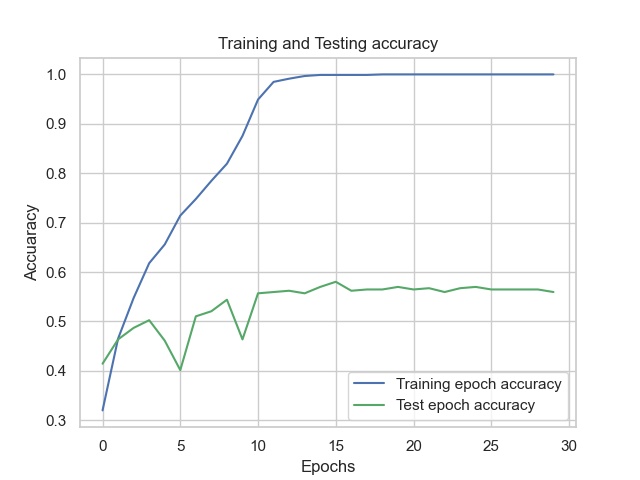 Training and Testing accuracy
Accuaracy
1.0
0.9
0.8
0.7
0.6
0.5
0.4
0.3
Training epoch accuracy
Test epoch accuracy
0 5 10 15 20 25 30
Epochs